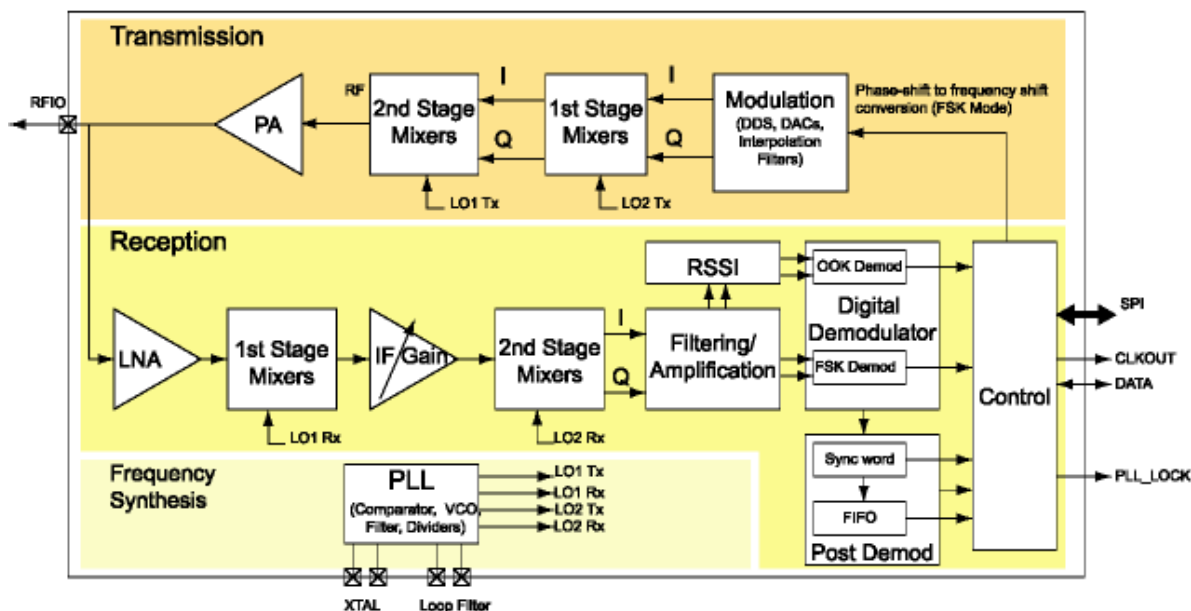 Transmission
RFIO
PA
RF
2nd Stage
Mixers
LO1 Tx
I
Q
1st Stage
Mixers
LO2 Tx
I
Q
Modulation
(DDS, DACs,
Interpolation
Filters)
Phase-shift to frequency shift
conversion (FSK Mode)
Reception
LNA
1st Stage
Mixers
LO1 Rx
IF Gain
2nd Stage
Mixers
LO2 Rx
I
Q
RSSI
Filtering/
Amplification
OOK Demod
Digital
Demodulator
FSK Demod
Sync word
FIFO
Post Demod
Control
SPI
CLKOUT
DATA
PLL_LOCK
Frequency
Synthesis
PLL
(Comparator, VCO,
Filter, Dividers)
LO1 Tx
LO1 Rx
LO2 Tx
LO2 Rx
XTAL
Loop Filter